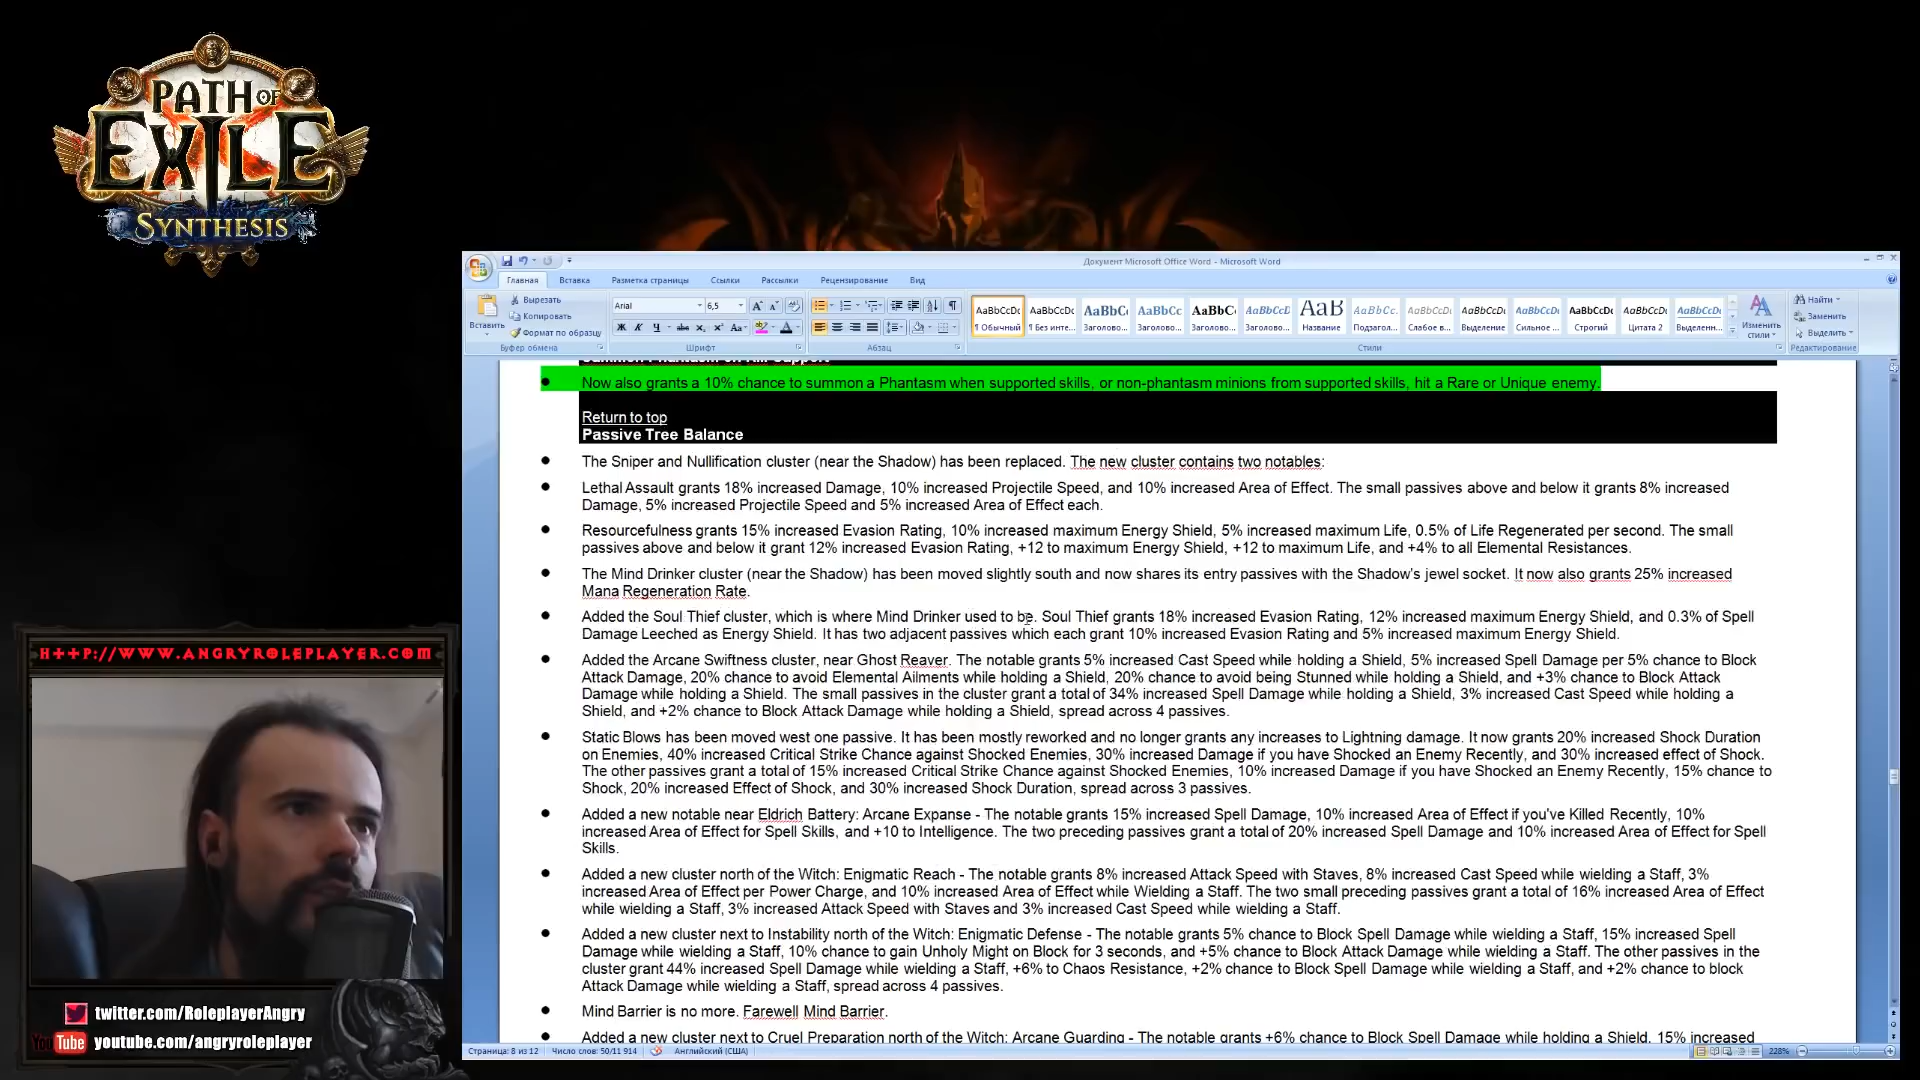 PATH OF
EXILE
SYNTHESIS
Документ Microsoft Office Word - Microsoft Word
Главная
Вставка
Разметка страницы
Ссылки
Рассылки
Рецензирование
Вид
Вставить
Вырезать
Копировать
Формат по образцу
Буфер обмена
Arial
6,5
Шрифт
Абзац
¶ Обычный
¶ Без инте...
Заголово...
Заголово...
Заголово...
Заголово...
Название
Подзагол...
Слабое в...
Выделение
Сильное ...
Строгий
Цитата 2
Выделенн...
Изменить стили
Стили
Найти
Заменить
Выделить
Редактирование
Now also grants a 10% chance to summon a Phantasm when supported skills, or non-phantasm minions from supported skills, hit a Rare or Unique enemy.
Return to top
Passive Tree Balance
The Sniper and Nullification cluster (near the Shadow) has been replaced. The new cluster contains two notables:
Lethal Assault grants 18% increased Damage, 10% increased Projectile Speed, and 10% increased Area of Effect. The small passives above and below it grants 8% increased
Damage, 5% increased Projectile Speed and 5% increased Area of Effect each.
Resourcefulness grants 15% increased Evasion Rating, 10% increased maximum Energy Shield, 5% increased maximum Life, 0.5% of Life Regenerated per second. The small
passives above and below it grant 12% increased Evasion Rating, +12 to maximum Energy Shield, +12 to maximum Life, and +4% to all Elemental Resistances.
The Mind Drinker cluster (near the Shadow) has been moved slightly south and now shares its entry passives with the Shadow's jewel socket. It now also grants 25% increased
Mana Regeneration Rate.
Added the Soul Thief cluster, which is where Mind Drinker used to be. Soul Thief grants 18% increased Evasion Rating, 12% increased maximum Energy Shield, and 0.3% of Spell
Damage Leeched as Energy Shield. It has two adjacent passives which each grant 10% increased Evasion Rating and 5% increased maximum Energy Shield.
Added the Arcane Swiftness cluster, near Ghost Reaver. The notable grants 5% increased Cast Speed while holding a Shield, 5% increased Spell Damage per 5% chance to Block
Attack Damage, 20% chance to avoid Elemental Ailments while holding a Shield, 20% chance to avoid being Stunned while holding a Shield, and +3% chance to Block Attack
Damage while holding a Shield. The small passives in the cluster grant a total of 34% increased Spell Damage while holding a Shield, 3% increased Cast Speed while holding a
Shield, and +2% chance to Block Attack Damage while holding a Shield, spread across 4 passives.
Static Blows has been moved west one passive. It has been mostly reworked and no longer grants any increases to Lightning damage. It now grants 20% increased Shock Duration
on Enemies, 40% increased Critical Strike Chance against Shocked Enemies, 30% increased Damage if you have Shocked an Enemy Recently, and 30% increased effect of Shock.
The other passives grant a total of 15% increased Critical Strike Chance against Shocked Enemies, 10% increased Damage if you have Shocked an Enemy Recently, 15% chance to
Shock, 20% increased Effect of Shock, and 30% increased Shock Duration, spread across 3 passives.
Added a new notable near Eldrich Battery: Arcane Expanse - The notable grants 15% increased Spell Damage, 10% increased Area of Effect if you've Killed Recently, 10%
increased Area of Effect for Spell Skills, and +10 to Intelligence. The two preceding passives grant a total of 20% increased Spell Damage and 10% increased Area of Effect for Spell
Skills.
Added a new cluster north of the Witch: Enigmatic Reach - The notable grants 8% increased Attack Speed with Staves, 8% increased Cast Speed while wielding a Staff, 3%
increased Area of Effect per Power Charge, and 10% increased Area of Effect while Wielding a Staff. The two small preceding passives grant a total of 16% increased Area of Effect
while wielding a Staff, 3% increased Attack Speed with Staves and 3% increased Cast Speed while wielding a Staff.
Added a new cluster next to Instability north of the Witch: Enigmatic Defense - The notable grants 5% chance to Block Spell Damage while wielding a Staff, 15% increased Spell
Damage while wielding a Staff, 10% chance to gain Unholy Might on Block for 3 seconds, and +5% chance to Block Attack Damage while wielding a Staff. The other passives in the
cluster grant 44% increased Spell Damage while wielding a Staff, +6% to Chaos Resistance, +2% chance to Block Spell Damage while wielding a Staff, and +2% chance to block
Attack Damage while wielding a Staff, spread across 4 passives.
Mind Barrier is no more. Farewell Mind Barrier.
Added a new cluster next to Cruel Preparation north of the Witch: Arcane Guarding - The notable grants +6% chance to Block Spell Damage while holding a Shield, 15% increased
Страница: 8 из 12
Число слов: 50/11 914
Английский (США)
228%
HTTP://WWW.ANGRYROLEPLAYER.COM
twitter.com/RoleplayerAngry
YouTube youtube.com/angryroleplayer